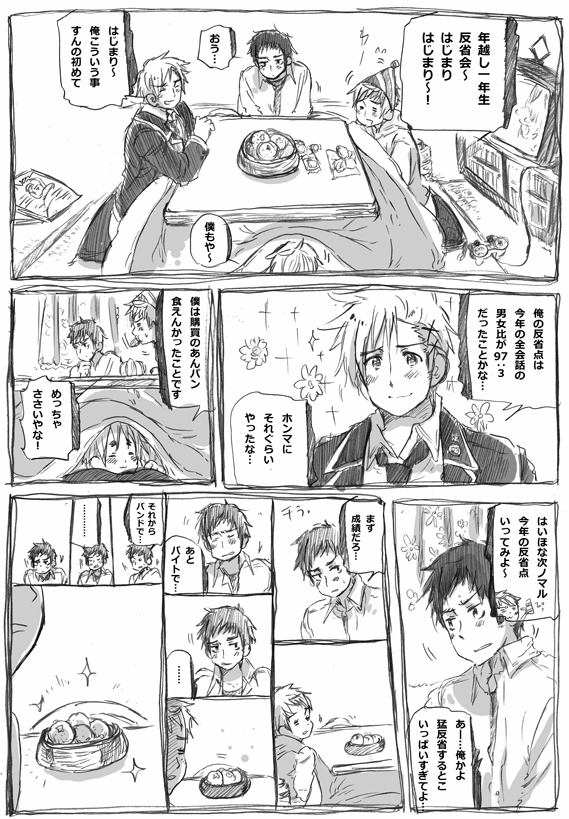 年越し一年生
反省会〜
はじまり
はじまり〜！
おう…
はじまり〜
俺こういう事
すんの初めて
僕もや〜
俺の反省点は
今年の全会話の
男女比が97‥3
だったことかな…
ホンマに
それぐらい
やったな…
僕は購買のあんパン
食えんかったことです
めっちゃ
ささいやな！
はいほな次ノマル
今年の反省点
いってみよ〜
あー…俺かよ
猛反省するとこ
いっぱいすぎてよ…
まず
成績だろ…
チラ
あと
バイトで…
………
それから
バンドで…
………